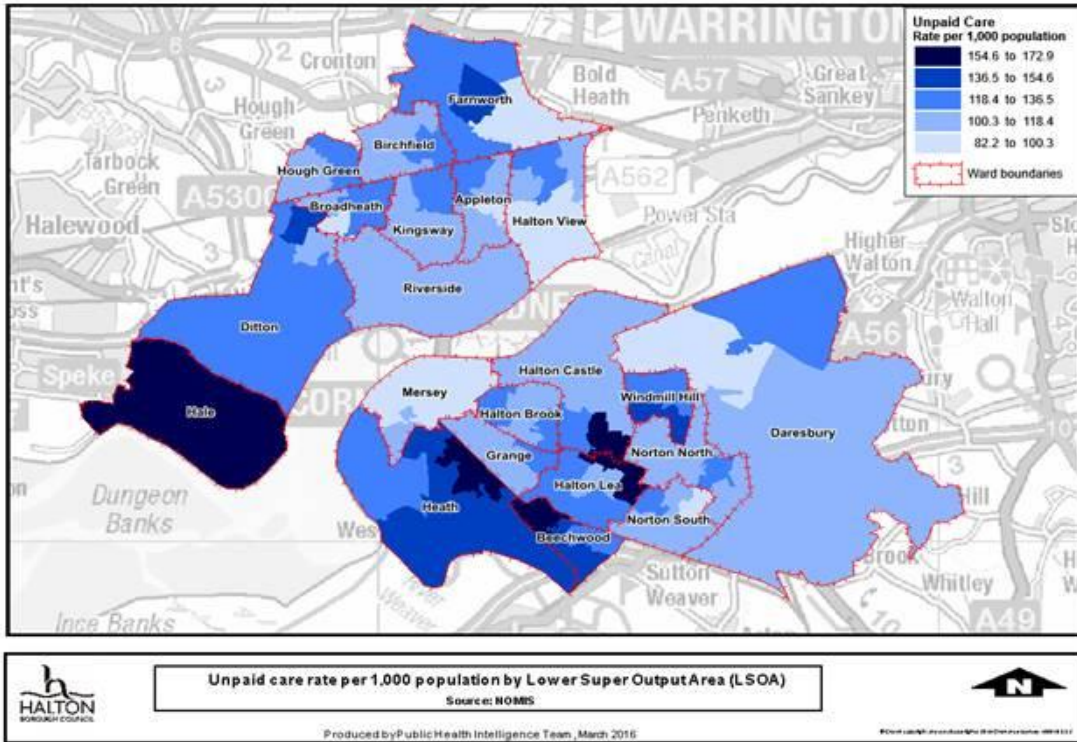 WARRINGTON
Cronton
Bold
Heath
A57
Great
Sankey
Farnworth
Penketh
Hough
Green
Birchfield
Tarbock
Green
Hough Green
A5300
A562
Appleton
Broadheath
Halton View
Power Sta
Halewood
Kingsway
Canal
Higher
Walton
Riverside
Walton
Hall
Ditton
A56
Halton Castle
Speke
Mersey
Windmill Hill
Hale
Halton Brook
Daresbury
Norton North
Grange
Halton Lea
Dungeon
Banks
Heath
Norton South
Beechwood
Sutton
Weaver
Brook
Whitley
Ince Banks
River
Weaver
A49
Unpaid Care
Rate per 1,000 population
154.6 to 172.9
136.5 to 154.6
118.4 to 136.5
100.3 to 118.4
82.2 to 100.3
Ward boundaries
HALTON
BOROUGH COUNCIL
Unpaid care rate per 1,000 population by Lower Super Output Area (LSOA)
Source: NOMIS
N
Produced by Public Health Intelligence Team, March 2016